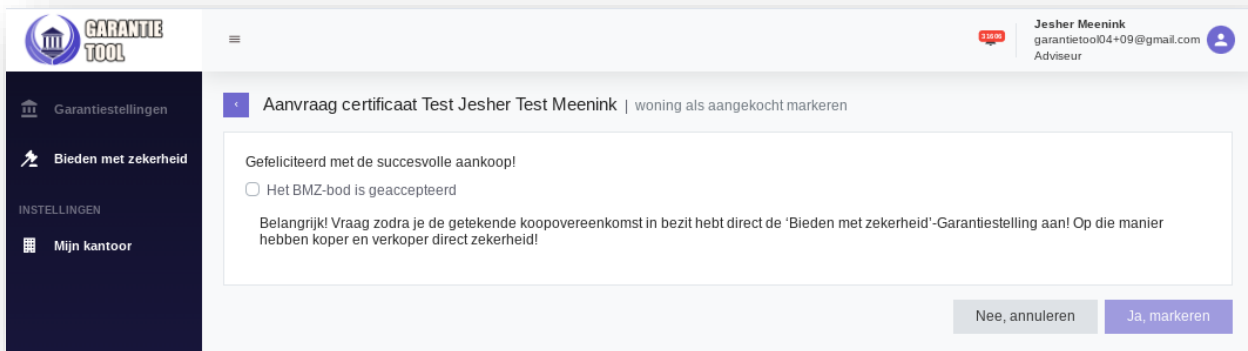 GARANTIE
TOOL
31606
Jesher Meenink
garantietool04+09@gmail.com
Adviseur
Garantiestellingen
Bieden met zekerheid
INSTELLINGEN
Mijn kantoor
Aanvraag certificaat Test Jesher Test Meenink | woning als aangekocht markeren
Gefeliciteerd met de succesvolle aankoop!
Het BMZ-bod is geaccepteerd
Belangrijk! Vraag zodra je de getekende koopovereenkomst in bezit hebt direct de ‘Bieden met zekerheid’-Garantiestelling aan! Op die manier
hebben koper en verkoper direct zekerheid!
Nee, annuleren
Ja, markeren